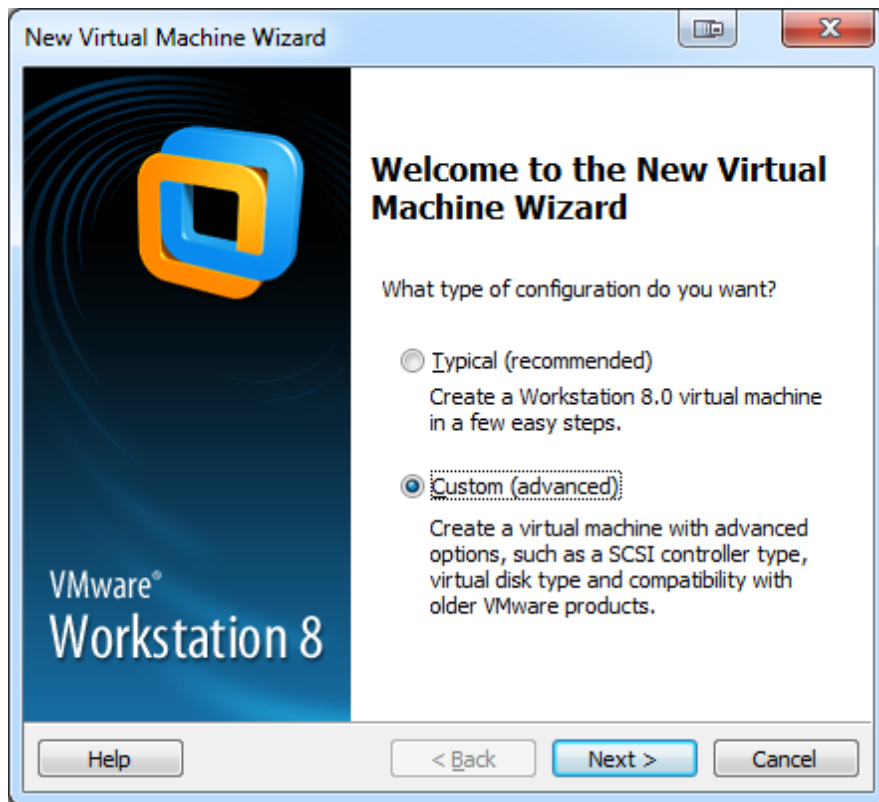 New Virtual Machine Wizard
Welcome to the New Virtual
Machine Wizard
What type of configuration do you want?
Typical (recommended)
Create a Workstation 8.0 virtual machine
in a few easy steps.
Custom (advanced)
Create a virtual machine with advanced
options, such as a SCSI controller type,
virtual disk type and compatibility with
older VMware products.
VMware®
Workstation 8
Help
< Back
Next >
Cancel